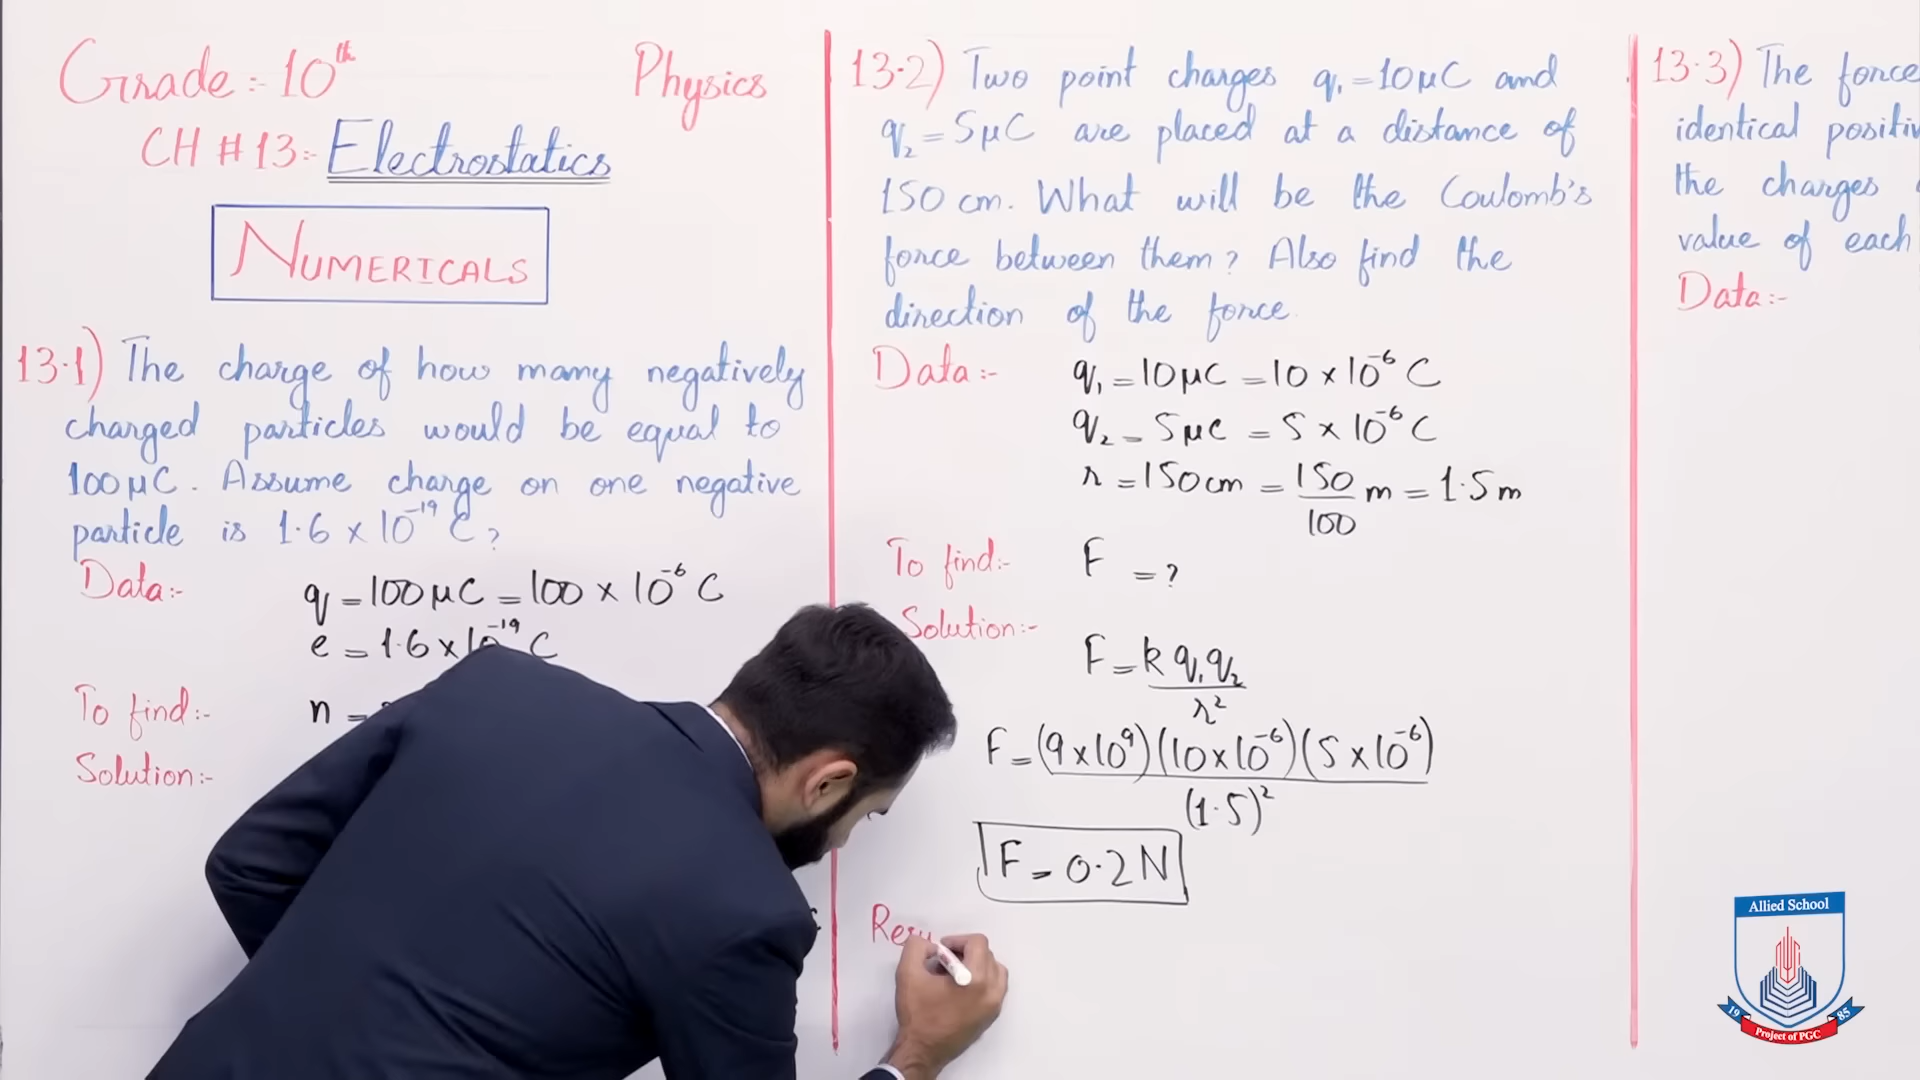 Grade:- 10th Physics
CH # 13:- Electrostatics
NUMERICALS
13.1) The charge of how many negatively
charged particles would be equal to
100 μC. Assume charge on one negative
particle is 1.6 × 10⁻¹⁹ C?
Data:- q = 100 μC = 100 × 10⁻⁶ C
e = 1.6 × 10⁻¹⁹ C
To find:- n =
Solution:-
13.2) Two point charges q₁ = 10 μC and
q₂ = 5 μC are placed at a distance of
150 cm. What will be the Coulomb's
force between them? Also find the
direction of the force.
Data:- q₁ = 10 μC = 10 × 10⁻⁶ C
q₂ = 5 μC = 5 × 10⁻⁶ C
r = 150 cm = 150/100 m = 1.5 m
To find:- F = ?
Solution:-
F = k q₁ q₂ / r²
F = (9 × 10⁹) (10 × 10⁻⁶) (5 × 10⁻⁶) / (1.5)²
F = 0.2 N
Resu
13.3) The force
identical positiv
the charges
value of each
Data:-
Allied School
19 85
Project of PGC